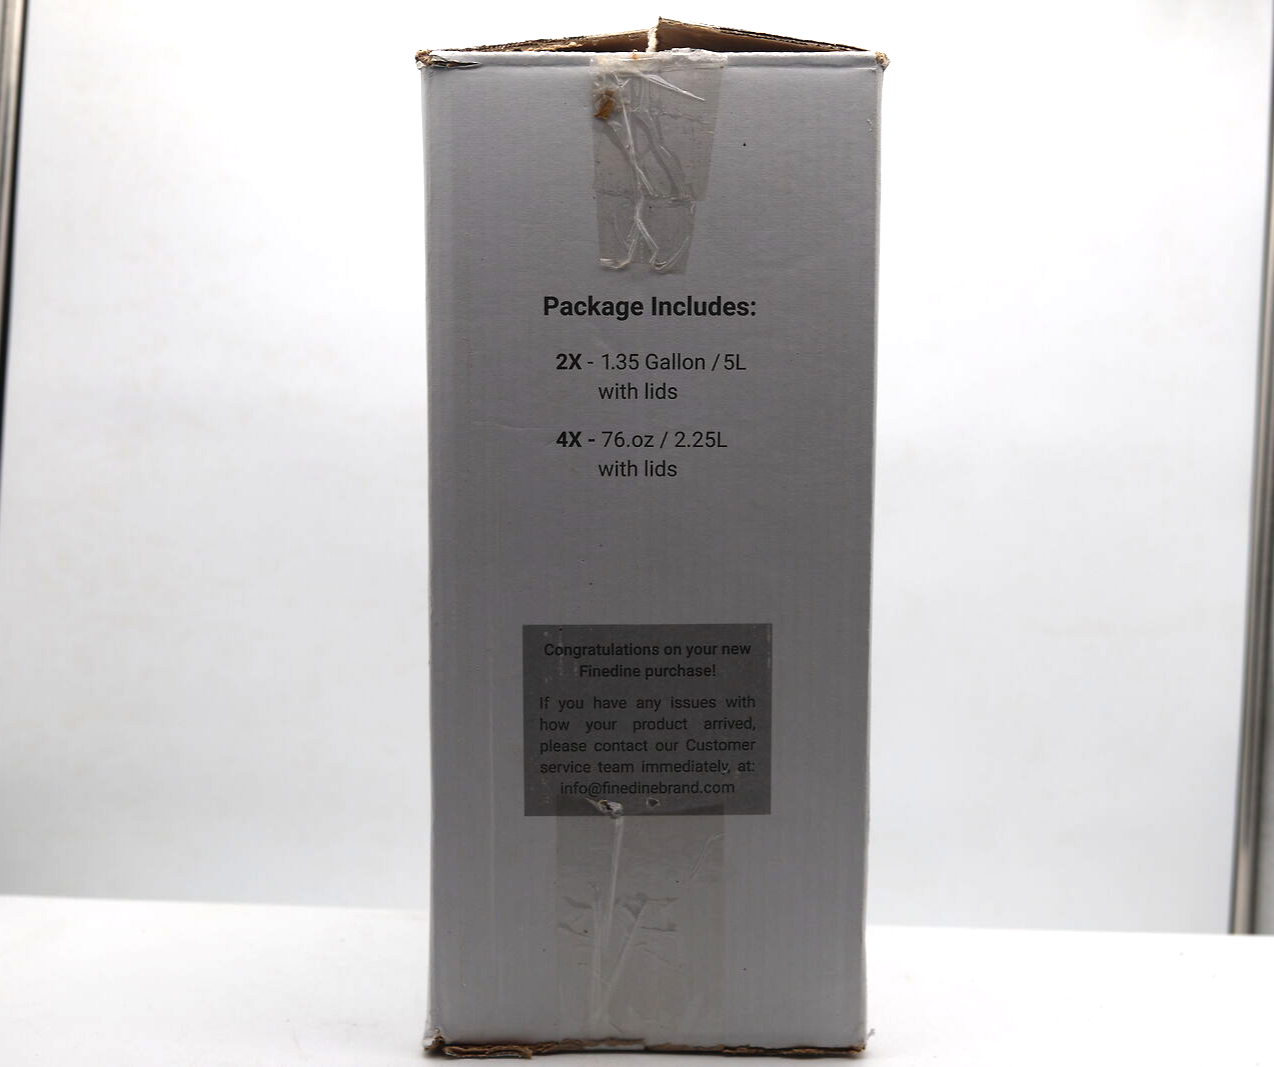 Package Includes:
2X - 1.35 Gallon / 5L
with lids
4X - 76.oz / 2.25L
with lids
Congratulations on your new
Finedine purchase!
If you have any issues with
how your product arrived,
please contact our Customer
service team immediately, at:
info@finedinebrand.com